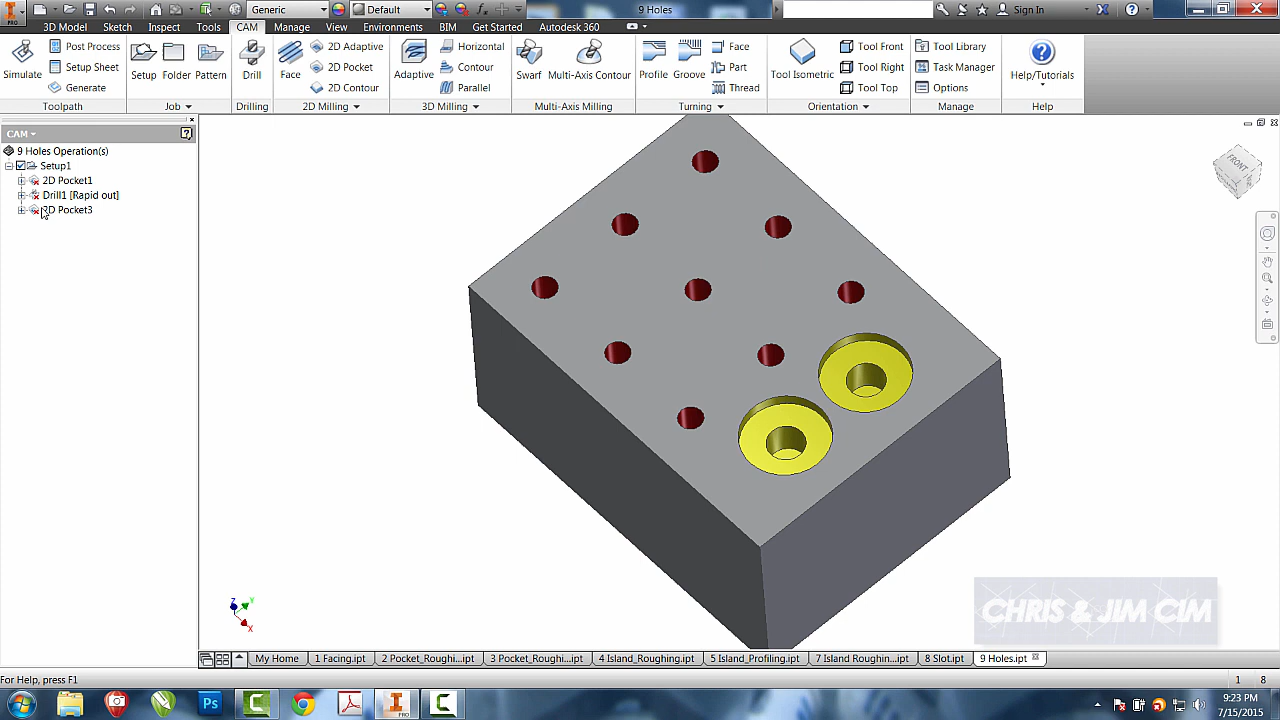 Generic
Default
9 Holes
Sign In
PRO
3D Model Sketch Inspect Tools CAM Manage View Environments BIM Get Started Autodesk 360
Simulate
Post Process
Setup Sheet
Generate
Toolpath
Setup
Folder
Job
Drill
Drilling
Face
2D Adaptive
2D Pocket
2D Contour
2D Milling
Adaptive
Horizontal
Contour
Parallel
3D Milling
Swarf
Multi-Axis Contour
Multi-Axis Milling
Profile
Groove
Face
Part
Thread
Turning
Tool Isometric
Tool Front
Tool Right
Tool Top
Orientation
Tool Library
Task Manager
Options
Manage
Help/Tutorials
Help
CAM
9 Holes Operation(s)
Setup1
2D Pocket1
Drill1 [Rapid out]
2D Pocket3
FRONT
Z
Y
X
CHRIS & JIM CIM
My Home
1 Facing.ipt
2 Pocket_Roughi...ipt
3 Pocket_Roughi...ipt
4 Island_Roughing.ipt
5 Island_Profiling.ipt
7 Island Roughin...ipt
8 Slot.ipt
9 Holes.ipt
For Help, press F1
1 8
Ps
PRO
9:23 PM
7/15/2015